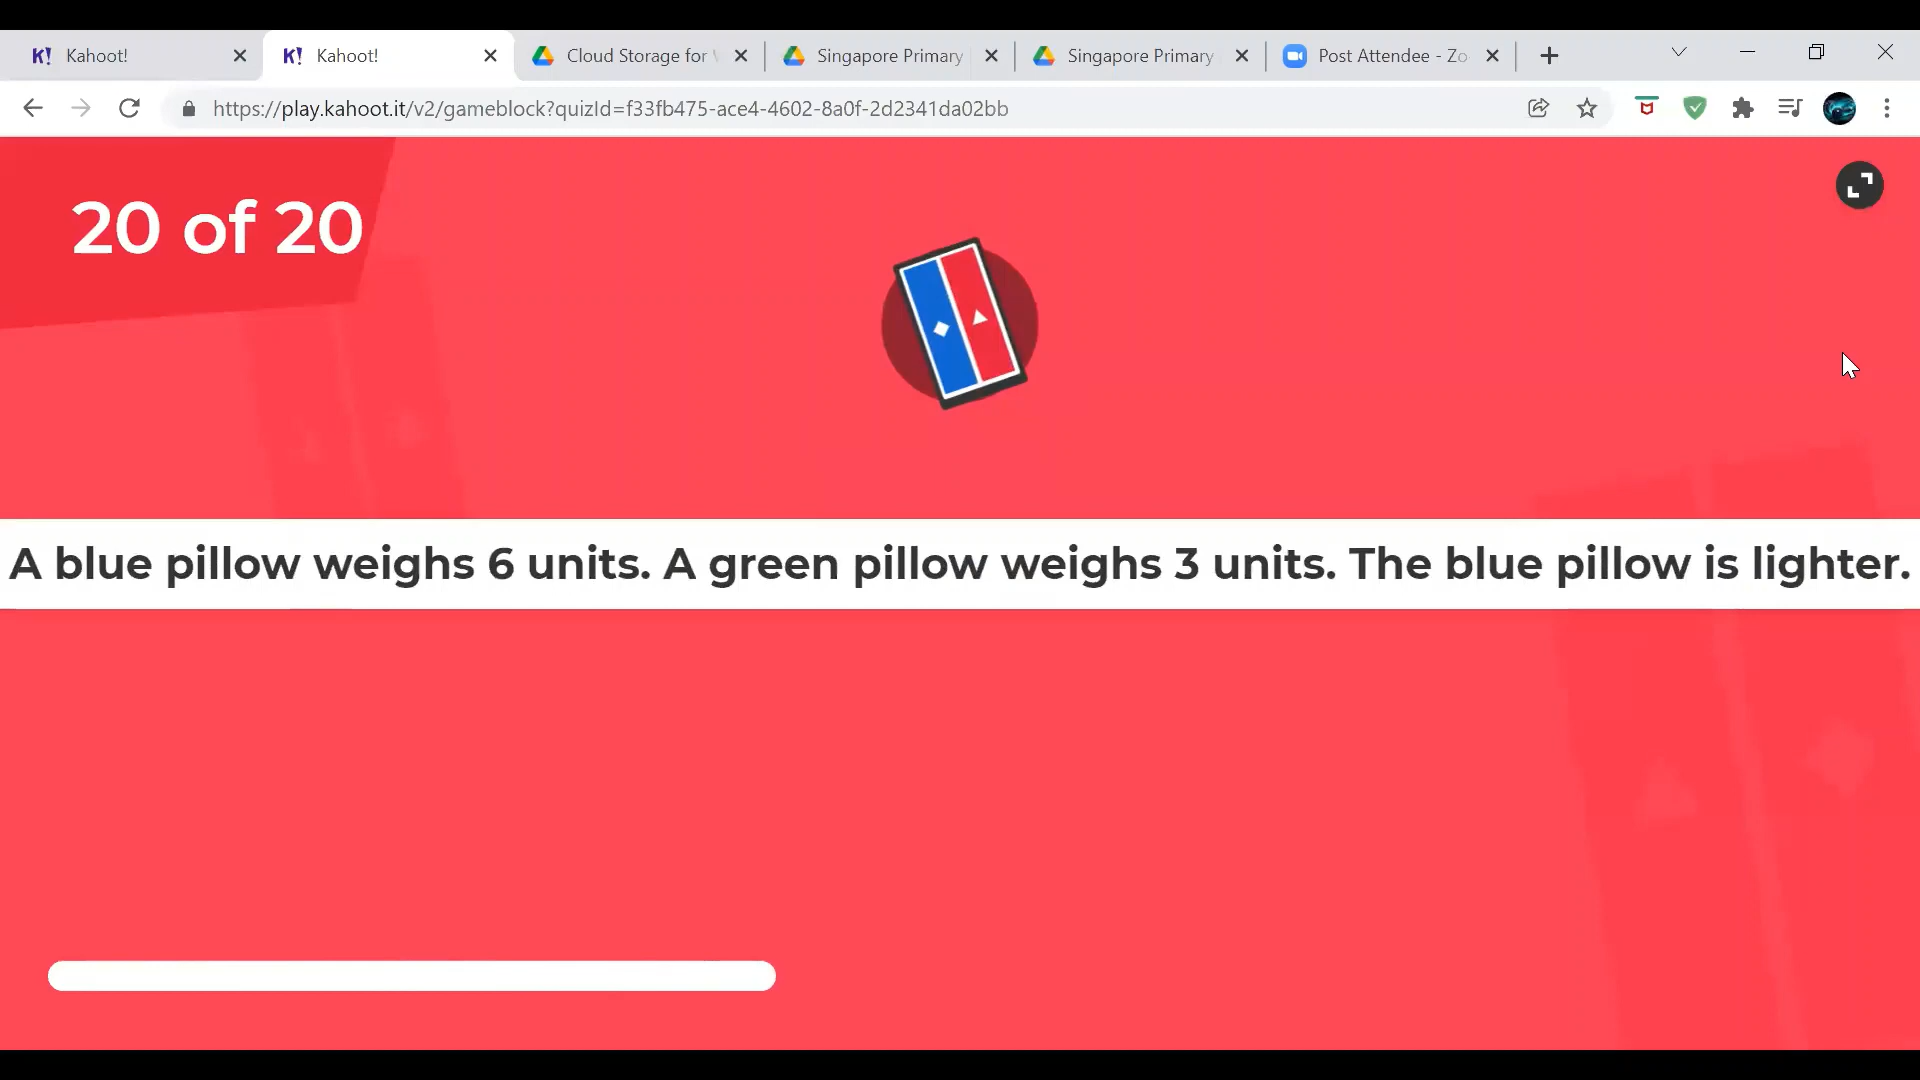 K! Kahoot!
K! Kahoot!
Cloud Storage for
Singapore Primary
Singapore Primary
Post Attendee - Zo
https://play.kahoot.it/v2/gameblock?quizId=f33fb475-ace4-4602-8a0f-2d2341da02bb
20 of 20
A blue pillow weighs 6 units. A green pillow weighs 3 units. The blue pillow is lighter.